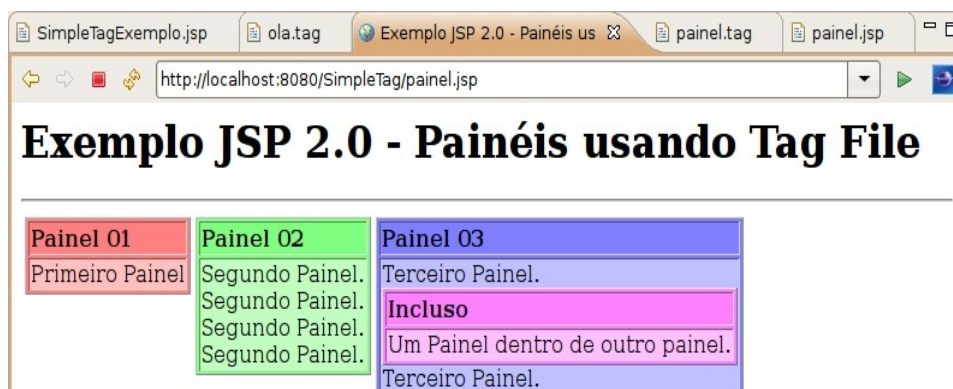 SimpleTagExemplo.jsp
ola.tag
Exemplo JSP 2.0 - Painéis us
painel.tag
painel.jsp
http://localhost:8080/SimpleTag/painel.jsp
Exemplo JSP 2.0 - Painéis usando Tag File
Painel 01
Primeiro Painel
Painel 02
Segundo Painel.
Segundo Painel.
Segundo Painel.
Segundo Painel.
Painel 03
Terceiro Painel.
Incluso
Um Painel dentro de outro painel.
Terceiro Painel.